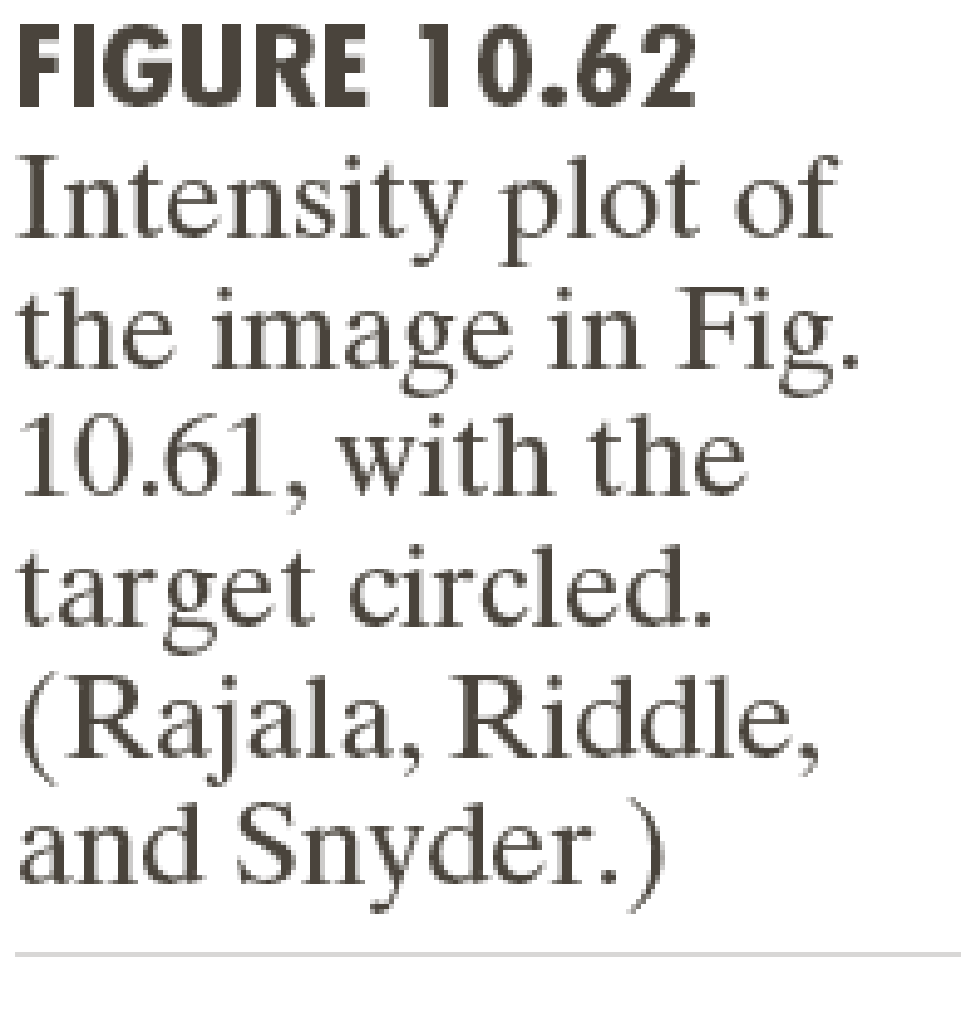 FIGURE 10.62
Intensity plot of
the image in Fig.
10.61, with the
target circled.
(Rajala, Riddle,
and Snyder.)